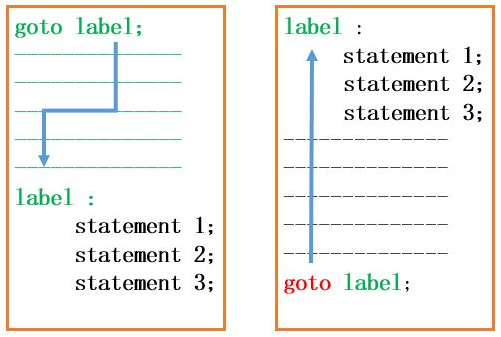 goto label;
label :
statement 1;
statement 2;
statement 3;
label :
statement 1;
statement 2;
statement 3;
goto label;